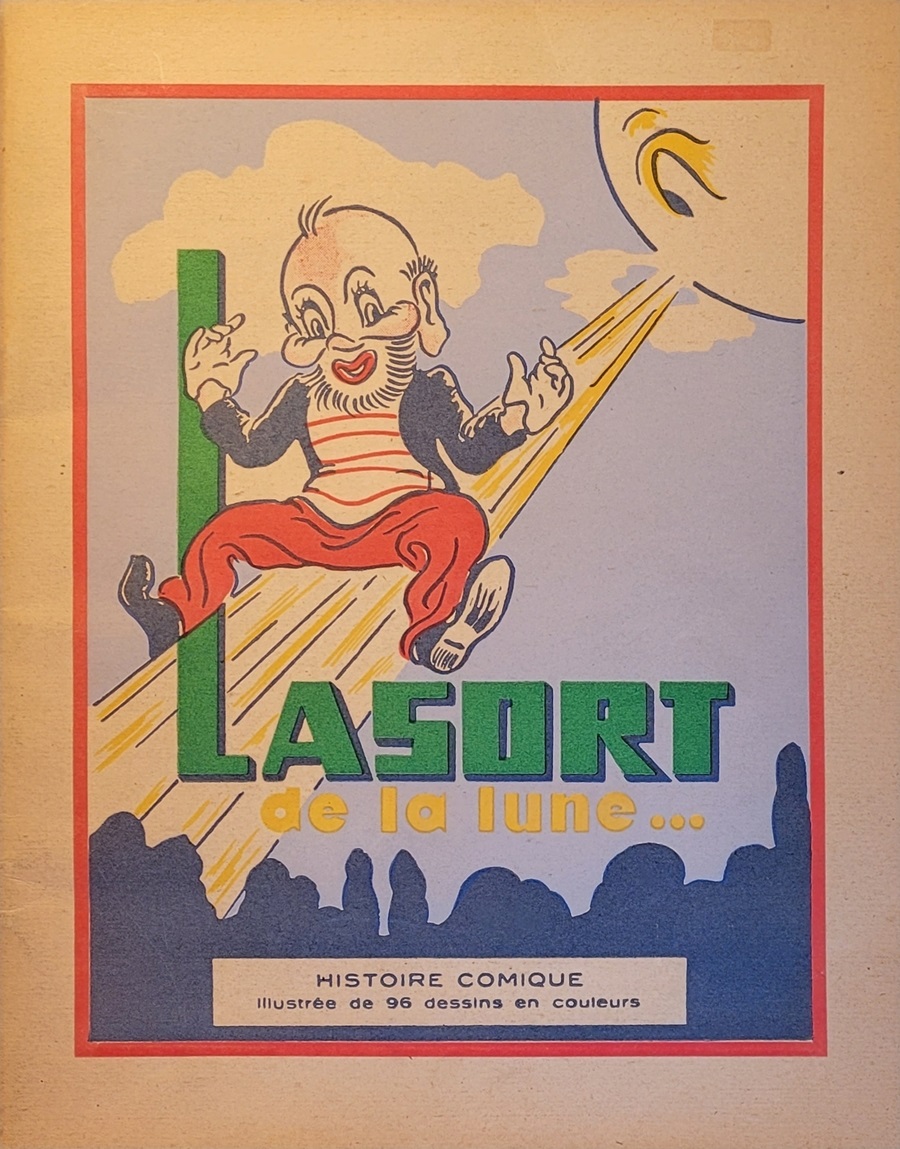 LASORT
de la lune...
HISTOIRE COMIQUE
Illustrée de 96 dessins en couleurs